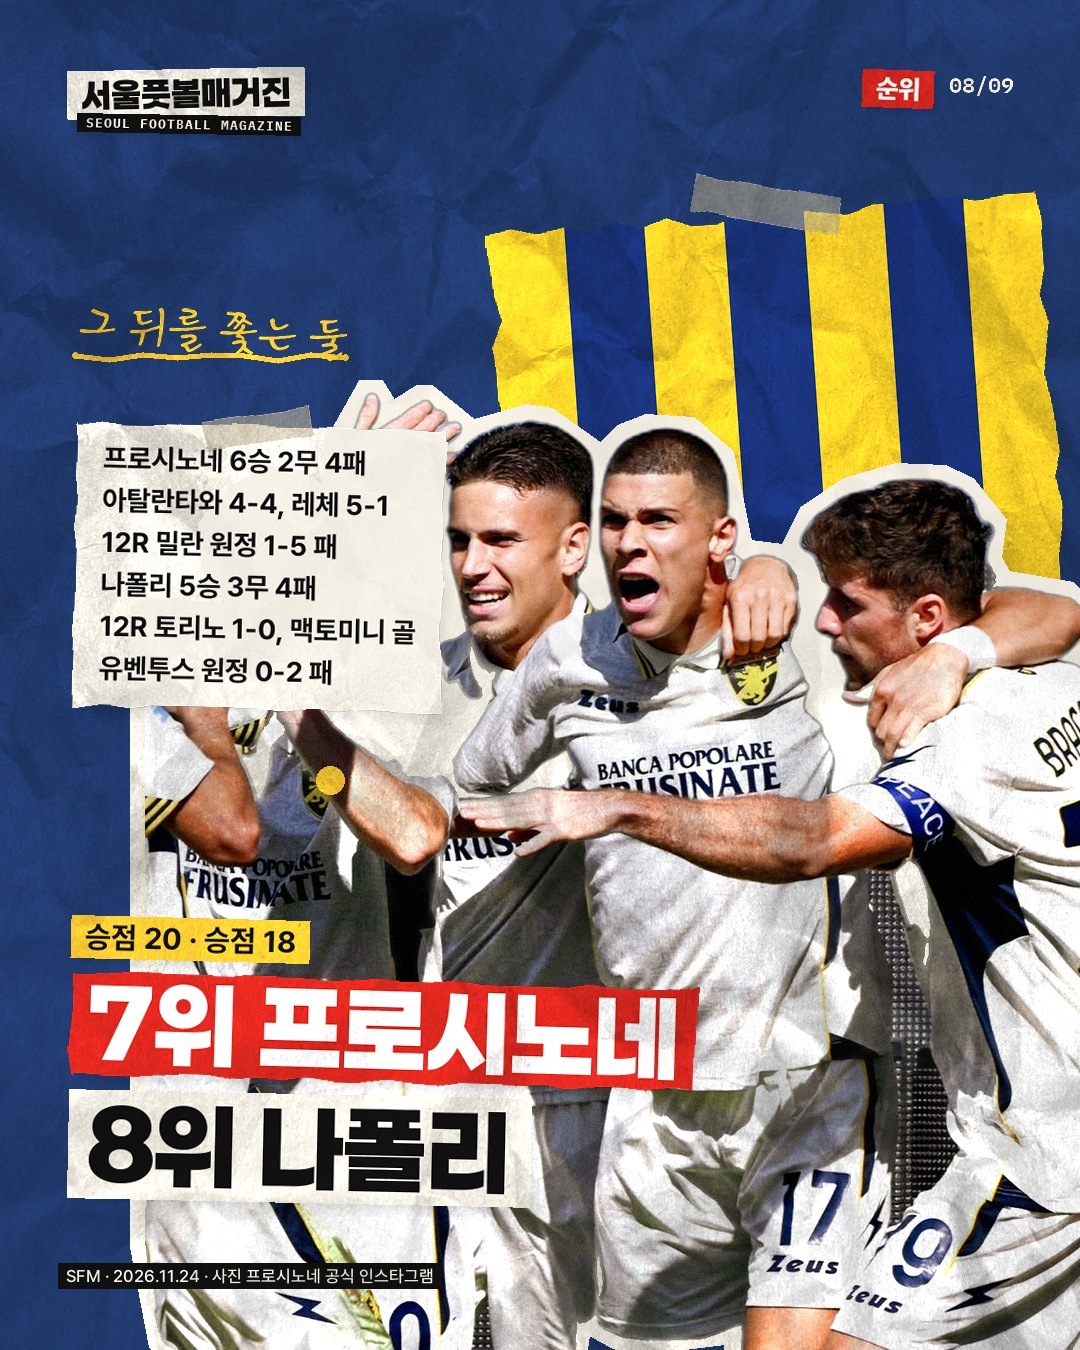 서울풋볼매거진
SEOUL FOOTBALL MAGAZINE
순위 08/09
그 뒤를 쫓는 둘
프로시노네 6승 2무 4패
아탈란타와 4-4, 레체 5-1
12R 밀란 원정 1-5 패
나폴리 5승 3무 4패
12R 토리노 1-0, 맥토미니 골
유벤투스 원정 0-2 패
Zeus
BANCA POPOLARE
FRUSINATE
PEACE
BANCA POPOLARE
FRUSINATE
승점 20 · 승점 18
7위 프로시노네
8위 나폴리
17
Zeus
9
Zeus
0
SFM · 2026.11.24 · 사진 프로시노네 공식 인스타그램